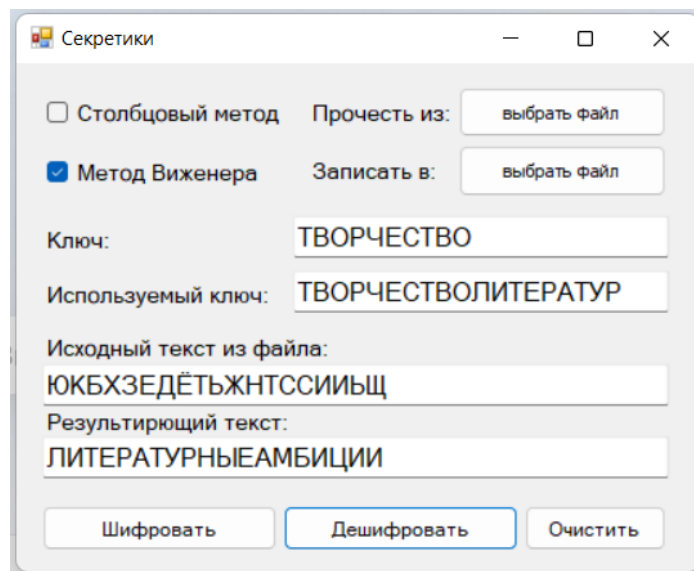 Секретики
Столбцовый метод Прочесть из: выбрать файл
Метод Виженера Записать в: выбрать файл
Ключ: ТВОРЧЕСТВО
Используемый ключ: ТВОРЧЕСТВОЛИТЕРАТУР
Исходный текст из файла:
ЮКБХЗЕДЁТЬЖНТССИИЬЩ
Результирющий текст:
ЛИТЕРАТУРНЫЕАМБИЦИИ
Шифровать Дешифровать Очистить